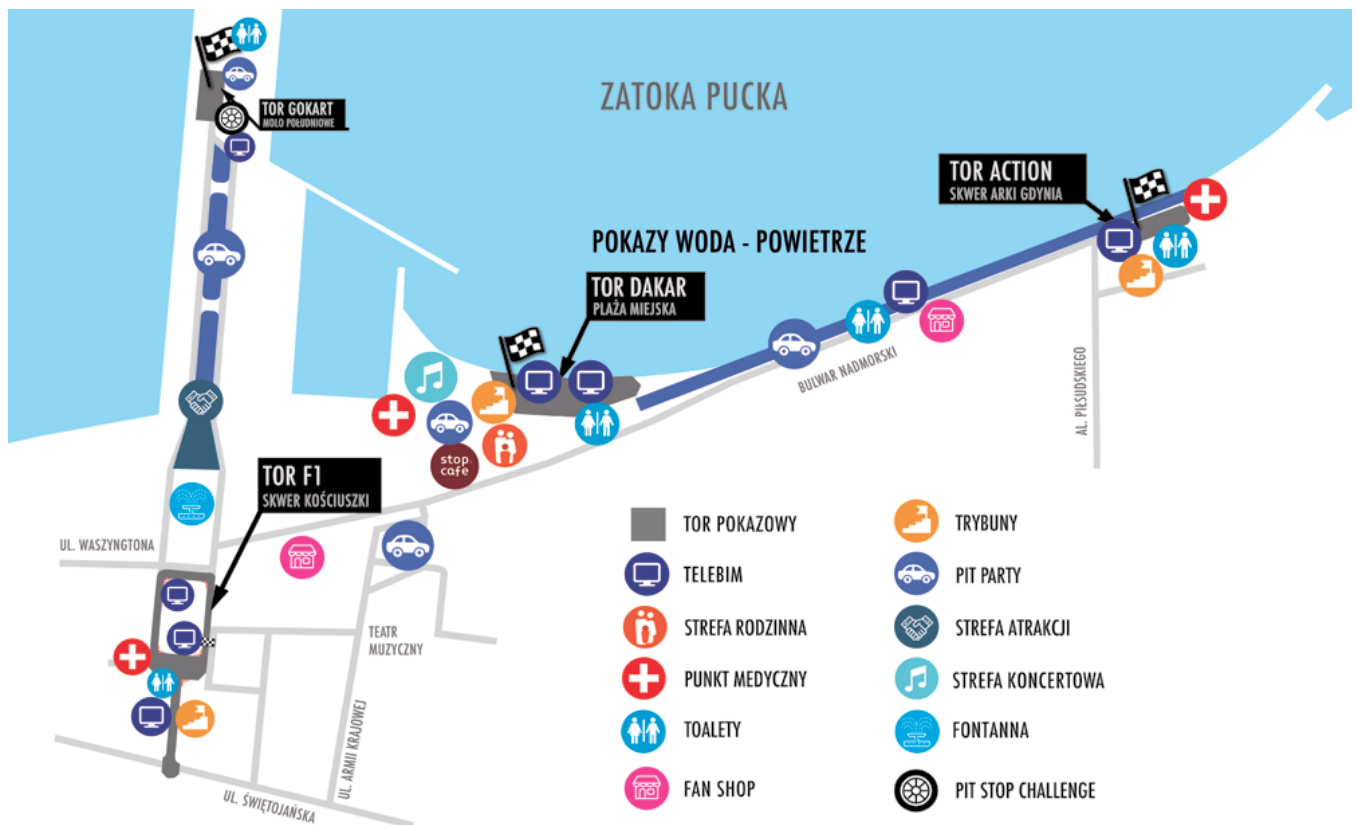 ZATOKA PUCKA
TOR GOKART
MOLO POŁUDNIOWE
TOR ACTION
SKWER ARKI GDYNIA
POKAZY WODA - POWIETRZE
TOR DAKAR
PLAŻA MIEJSKA
BULWAR NADMORSKI
AL. PIŁSUDSKIEGO
stop
cafe
TOR F1
SKWER KOŚCIUSZKI
UL. WASZYNGTONA
TEATR
MUZYCZNY
UL. ARMII KRAJOWEJ
UL. ŚWIĘTOJAŃSKA
TOR POKAZOWY
TELEBIM
STREFA RODZINNA
PUNKT MEDYCZNY
TOALETY
FAN SHOP
TRYBUNY
PIT PARTY
STREFA ATRAKCJI
STREFA KONCERTOWA
FONTANNA
PIT STOP CHALLENGE